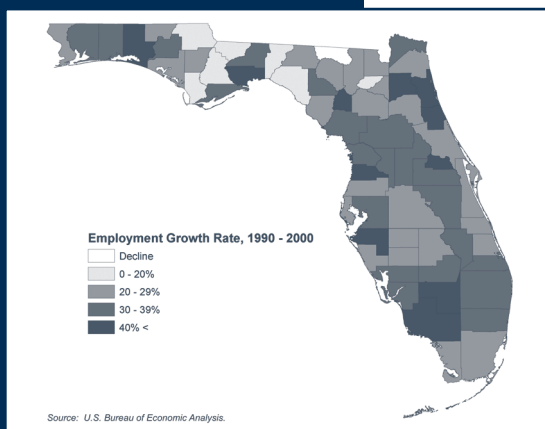 Employment Growth Rate, 1990 - 2000
Decline
0 - 20%
20 - 29%
30 - 39%
40% <
Source: U.S. Bureau of Economic Analysis.